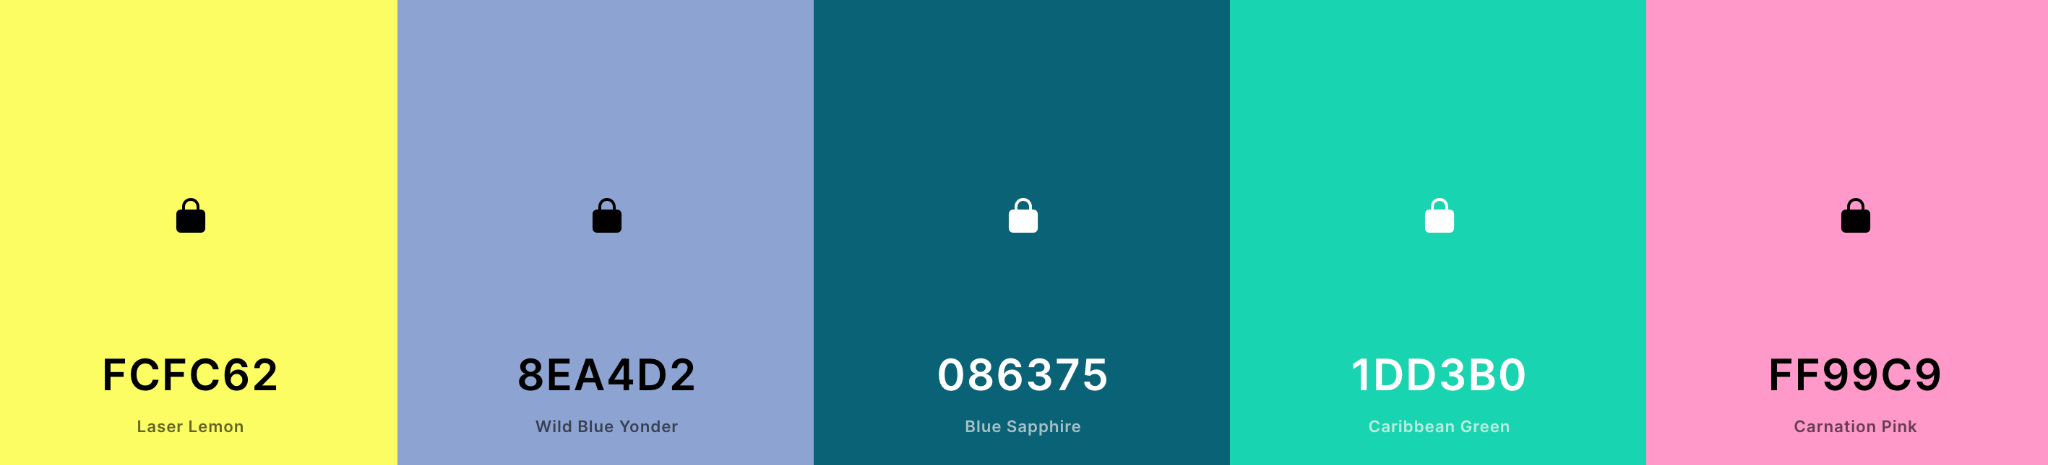 FCFC62
Laser Lemon
8EA4D2
Wild Blue Yonder
086375
Blue Sapphire
1DD3B0
Caribbean Green
FF99C9
Carnation Pink